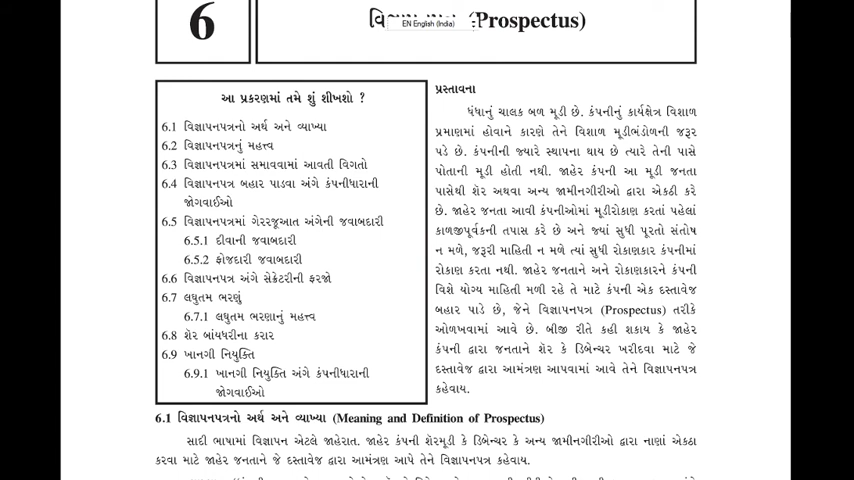 6
(Prospectus)
EN English (India)
આ પ્રકરણમાં તમે શું શીખશો ?
6.1 વિજ્ઞાપનપત્રનો અર્થ અને વ્યાખ્યા
6.2 વિજ્ઞાપનપત્રનું મહત્ત્વ
6.3 વિજ્ઞાપનપત્રમાં સમાવવામાં આવતી વિગતો
6.4 વિજ્ઞાપનપત્ર બહાર પાડવા અંગે કંપનીધારાની
જોગવાઈઓ
6.5 વિજ્ઞાપનપત્રમાં ગેરરજૂઆત અંગેની જવાબદારી
6.5.1 દીવાની જવાબદારી
6.5.2 ફોજદારી જવાબદારી
6.6 વિજ્ઞાપનપત્ર અંગે સેક્રેટરીની ફરજો
6.7 લઘુતમ ભરણું
6.7.1 લઘુતમ ભરણાનું મહત્ત્વ
6.8 શેર બાંયધરીના કરાર
6.9 ખાનગી નિયુક્તિ
6.9.1 ખાનગી નિયુક્તિ અંગે કંપનીધારાની
જોગવાઈઓ
પ્રસ્તાવના
ધંધાનું ચાલક બળ મૂડી છે. કંપનીનું કાર્યક્ષેત્ર વિશાળ
પ્રમાણમાં હોવાને કારણે તેને વિશાળ મૂડીભંડોળની જરૂર
પડે છે. કંપનીની જ્યારે સ્થાપના થાય છે ત્યારે તેની પાસે
પોતાની મૂડી હોતી નથી. જાહેર કંપની આ મૂડી જનતા
પાસેથી શૅર અથવા અન્ય જામીનગીરીઓ દ્વારા એકઠી કરે
છે. જાહેર જનતા આવી કંપનીઓમાં મૂડીરોકાણ કરતાં પહેલાં
કાળજીપૂર્વકની તપાસ કરે છે અને જ્યાં સુધી પૂરતો સંતોષ
ન મળે, જરૂરી માહિતી ન મળે ત્યાં સુધી રોકાણકાર કંપનીમાં
રોકાણ કરતા નથી. જાહેર જનતાને અને રોકાણકારને કંપની
વિશે યોગ્ય માહિતી મળી રહે તે માટે કંપની એક દસ્તાવેજ
બહાર પાડે છે, જેને વિજ્ઞાપનપત્ર (Prospectus) તરીકે
ઓળખવામાં આવે છે. બીજી રીતે કહી શકાય કે જાહેર
કંપની દ્વારા જનતાને શૅર કે ડિબેન્ચર ખરીદવા માટે જે
દસ્તાવેજ દ્વારા આમંત્રણ આપવામાં આવે તેને વિજ્ઞાપનપત્ર
કહેવાય.
6.1 વિજ્ઞાપનપત્રનો અર્થ અને વ્યાખ્યા (Meaning and Definition of Prospectus)
સાદી ભાષામાં વિજ્ઞાપન એટલે જાહેરાત. જાહેર કંપની શૅરમૂડી કે ડિબેન્ચર કે અન્ય જામીનગીરીઓ દ્વારા નાણાં એકઠા
કરવા માટે જાહેર જનતાને જે દસ્તાવેજ દ્વારા આમંત્રણ આપે તેને વિજ્ઞાપનપત્ર કહેવાય.